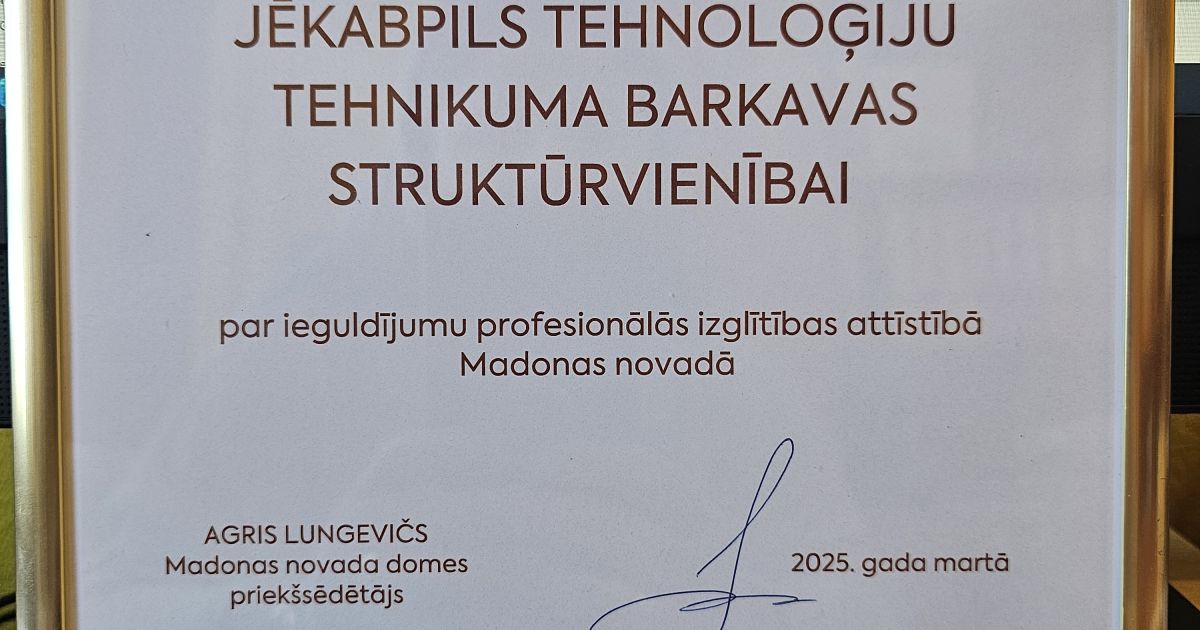 JĒKABPILS TEHNOLOĢIJU
TEHNIKUMA BARKAVAS
STRUKTŪRVIENĪBAI
par ieguldījumu profesionālās izglītības attīstībā
Madonas novadā
AGRIS LUNGEVIČS
Madonas novada domes
priekšsēdētājs
2025. gada martā